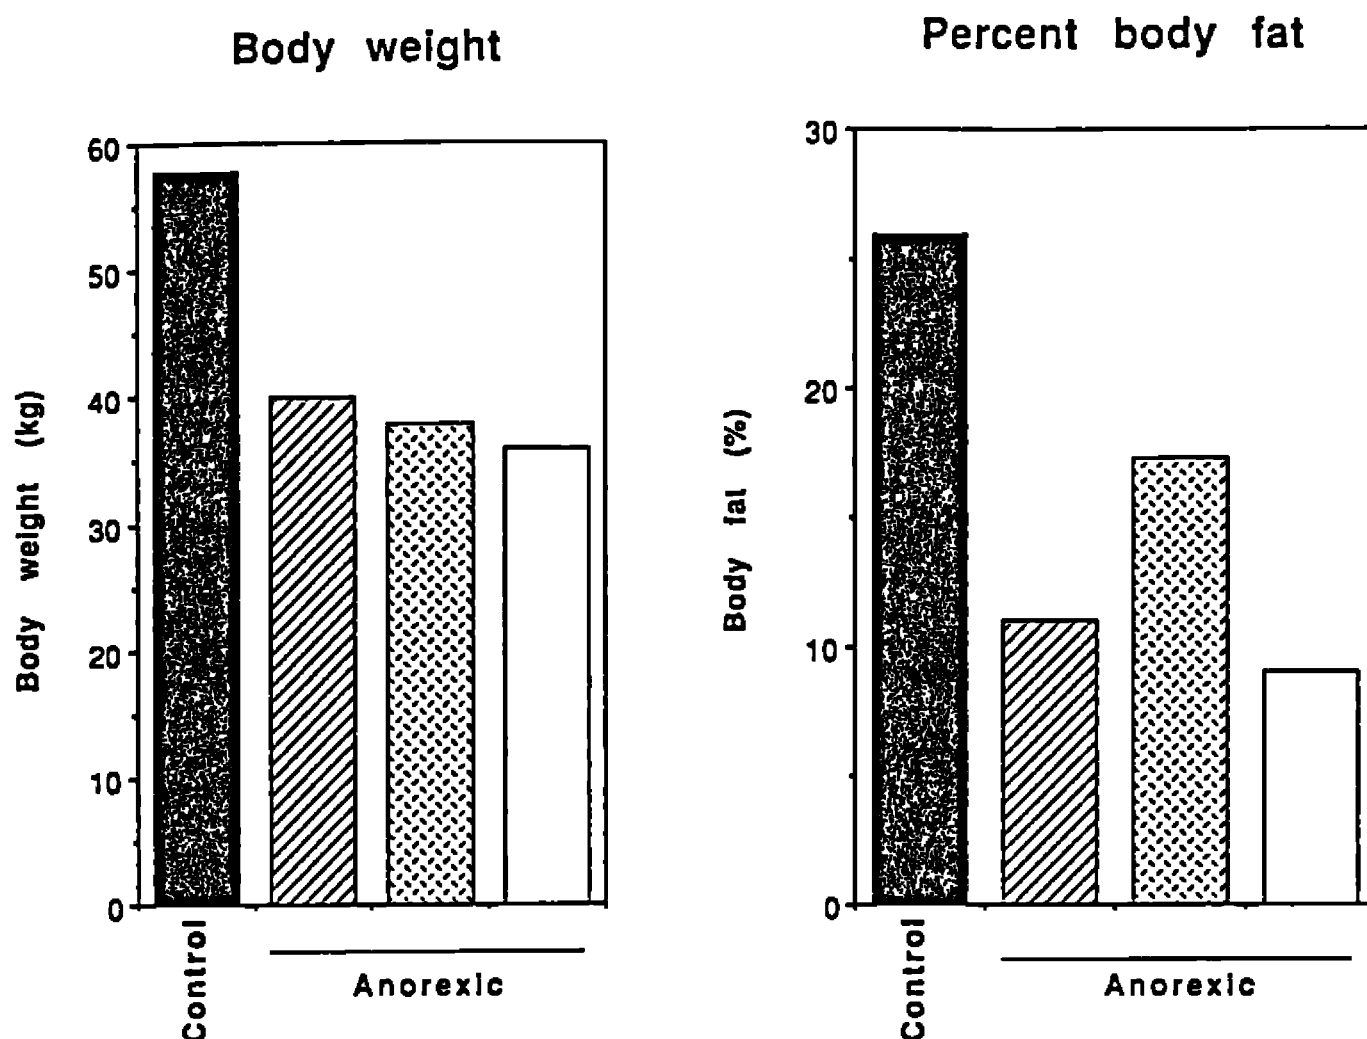 Body weight
60
50
40
30
20
10
0
Body weight (kg)
Control
Anorexic
Percent body fat
30
20
10
0
Body fat (%)
Control
Anorexic